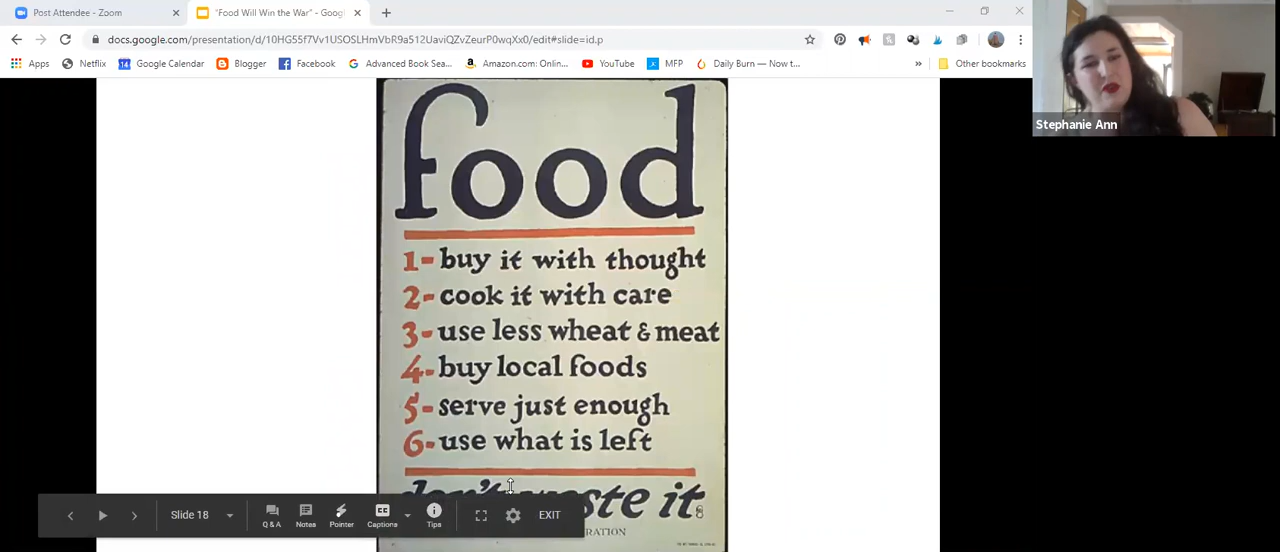 Post Attendee - Zoom
"Food Will Win the War" - Goog
docs.google.com/presentation/d/10HG55f7Vv1USOSLHmVbR9a512UaviQZvZeurP0wqXx0/edit#slide=id.p
Apps Netflix Google Calendar Blogger Facebook Advanced Book Sea... Amazon.com: Onlin... YouTube MFP Daily Burn — Now t... » Other bookmarks
Stephanie Ann
food
1- buy it with thought
2- cook it with care
3- use less wheat & meat
4- buy local foods
5- serve just enough
6- use what is left
don't waste it
Slide 18 Q & A Notes Pointer Captions Tips EXIT